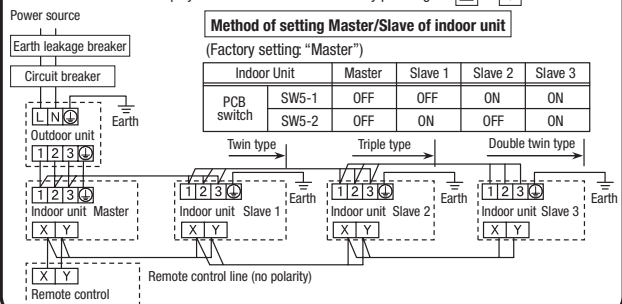 Power source
Earth leakage breaker
Circuit breaker
L N
Earth
Outdoor unit
1 2 3
Method of setting Master/Slave of indoor unit
(Factory setting: “Master”)
Indoor Unit Master Slave 1 Slave 2 Slave 3
PCB switch SW5-1 OFF OFF ON ON
SW5-2 OFF ON OFF ON
Twin type Triple type Double twin type
1 2 3
Indoor unit Master
X Y
1 2 3
Earth
Indoor unit Slave 1
X Y
1 2 3
Earth
Indoor unit Slave 2
X Y
1 2 3
Earth
Indoor unit Slave 3
X Y
X Y
Remote control
Remote control line (no polarity)